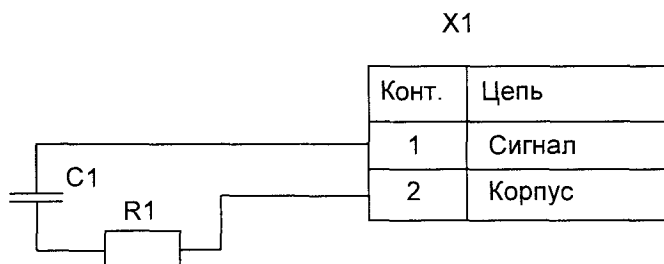 X1
Конт. Цепь
1 Сигнал
C1
2 Корпус
R1